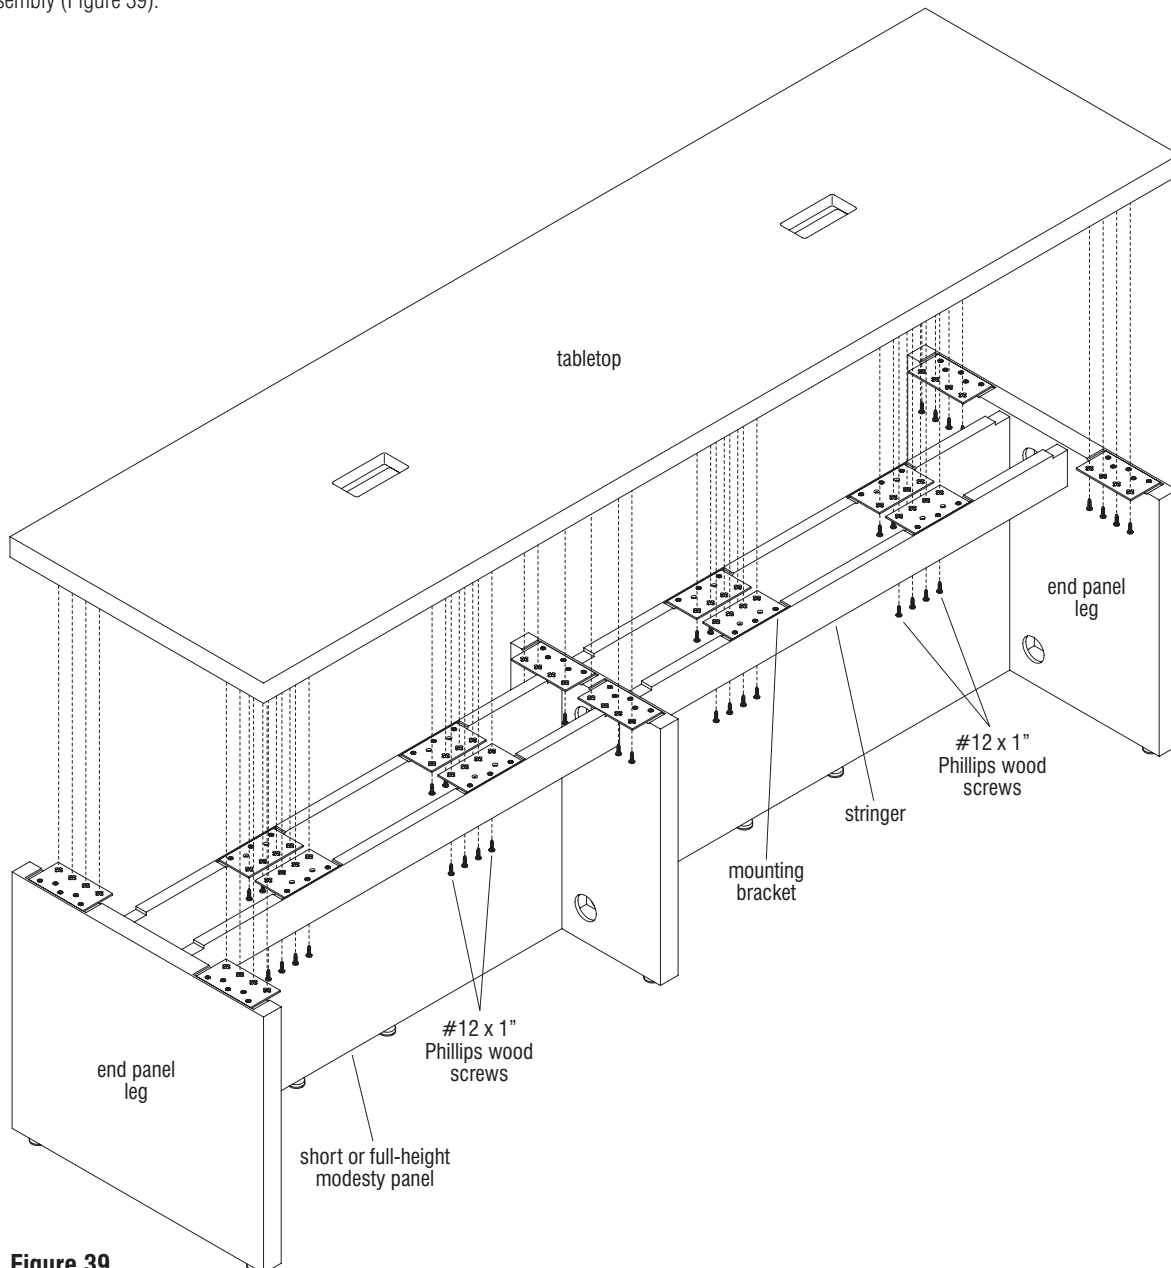 sembly (Figure 39).
tabletop
end panel
leg
#12 x 1”
Phillips wood
screws
stringer
mounting
bracket
#12 x 1”
Phillips wood
screws
end panel
leg
short or full-height
modesty panel
Figure 39